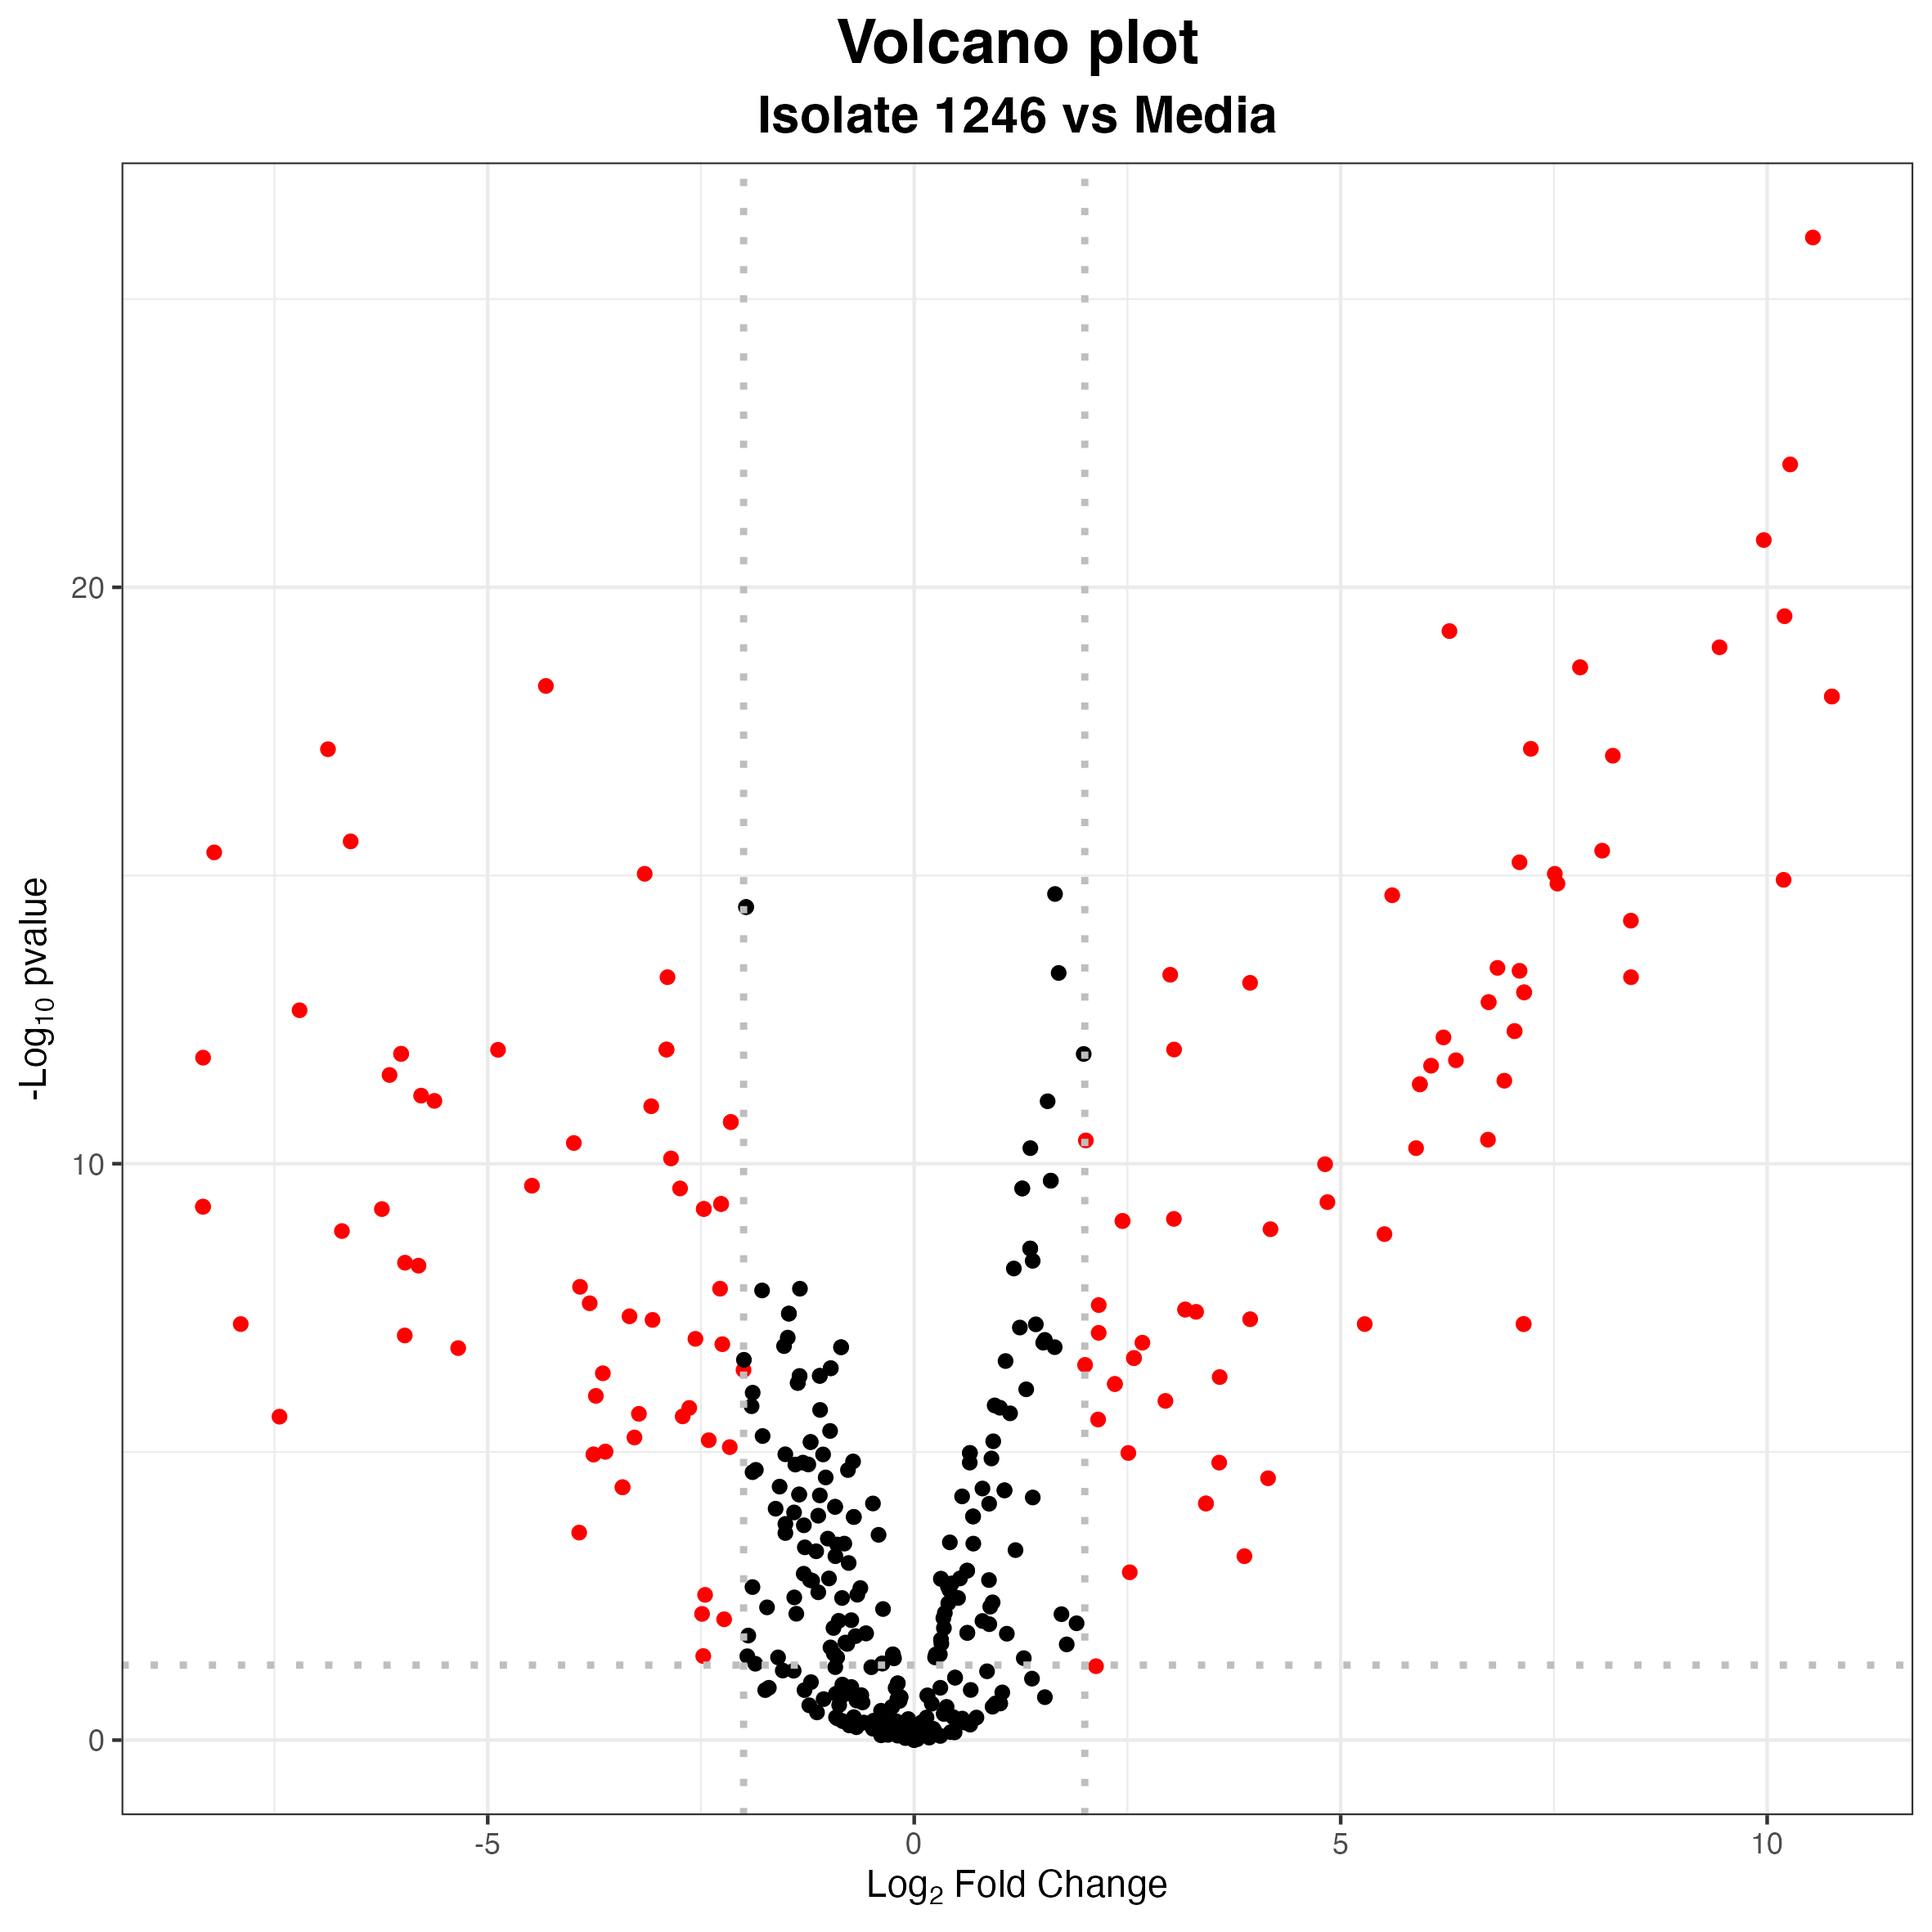 Volcano plot
Isolate 1246 vs Media
-Log10 pvalue
20
10
0
-5 0 5 10
Log2 Fold Change